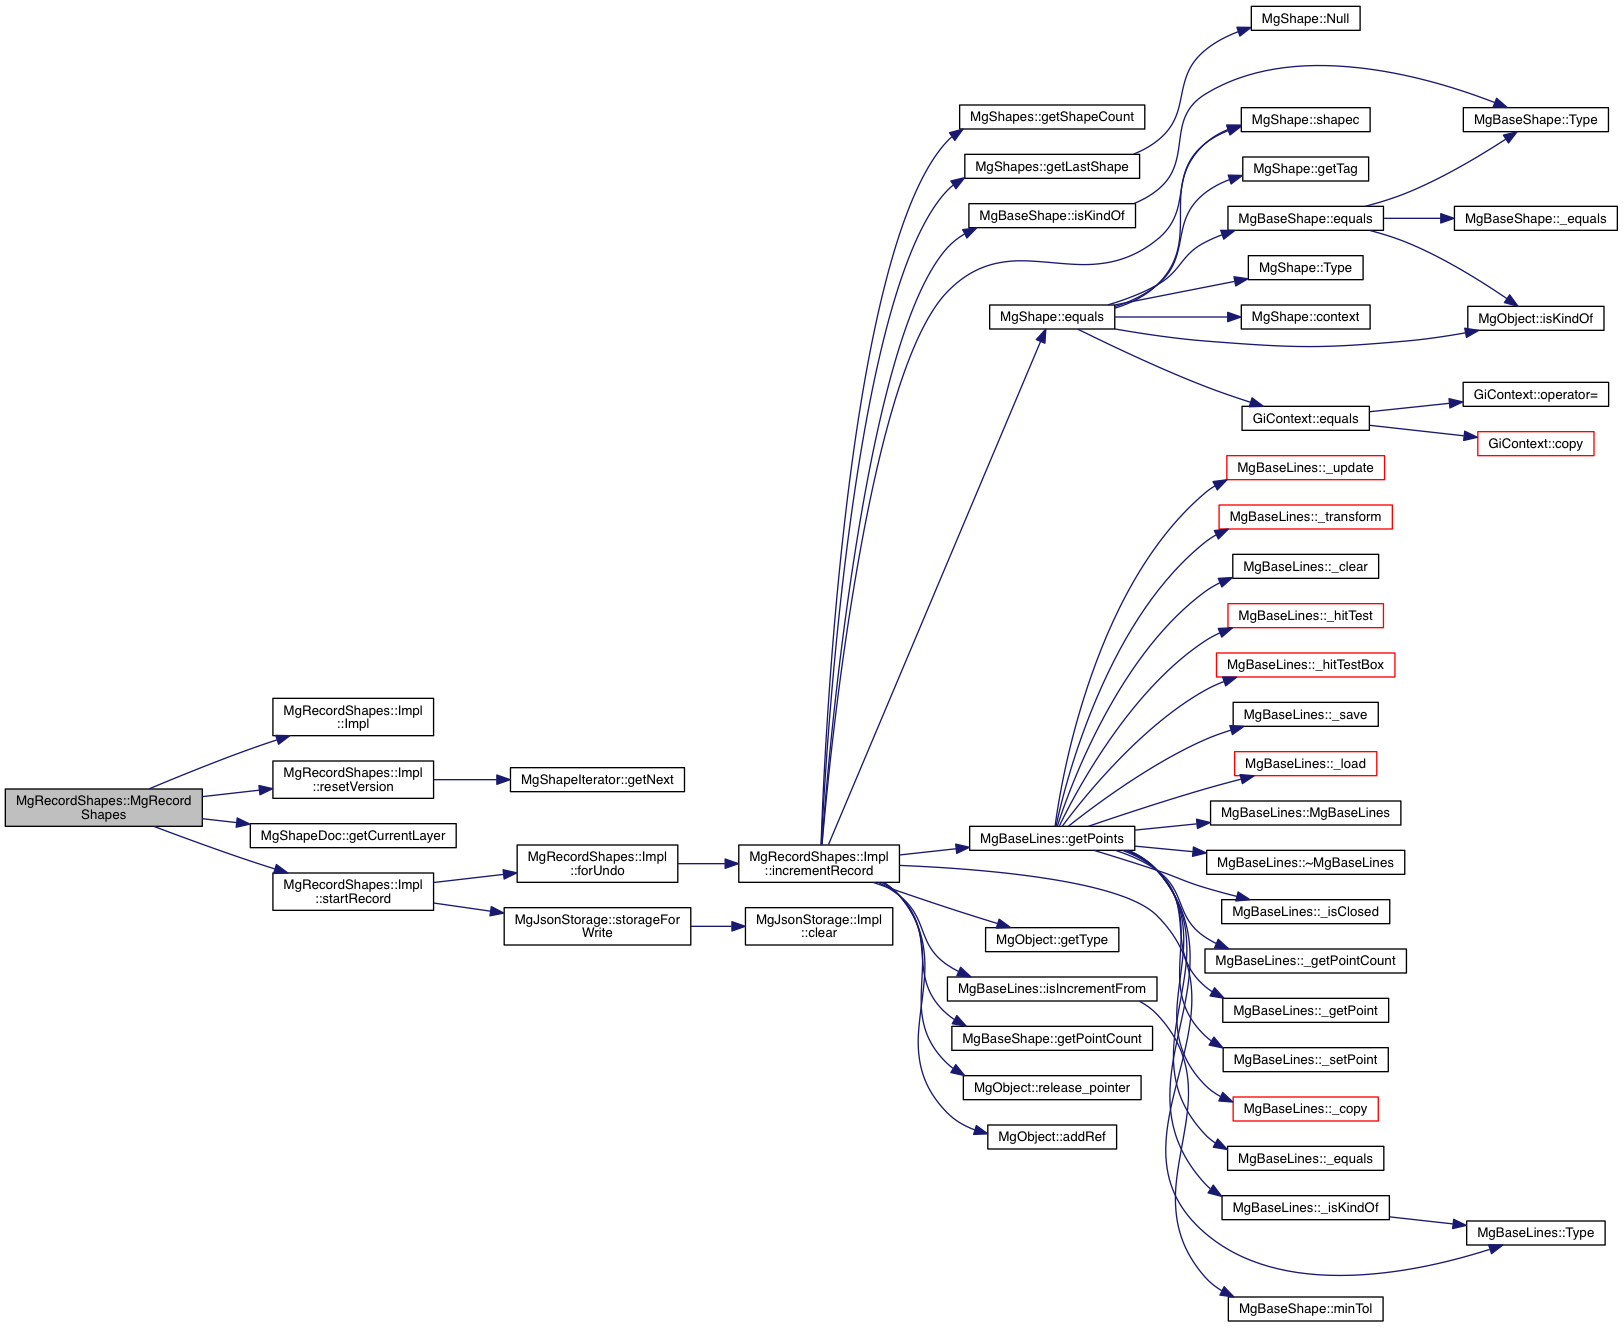 MgRecordShapes::MgRecord
Shapes
MgRecordShapes::Impl
::Impl
MgRecordShapes::Impl
::resetVersion
MgShapeDoc::getCurrentLayer
MgRecordShapes::Impl
::startRecord
MgShapeIterator::getNext
MgRecordShapes::Impl
::forUndo
MgJsonStorage::storageFor
Write
MgRecordShapes::Impl
::incrementRecord
MgJsonStorage::Impl
::clear
MgShapes::getShapeCount
MgShapes::getLastShape
MgBaseShape::isKindOf
MgShape::equals
MgBaseLines::getPoints
MgObject::getType
MgBaseLines::isIncrementFrom
MgBaseShape::getPointCount
MgObject::release_pointer
MgObject::addRef
MgShape::Null
MgShape::shapec
MgShape::getTag
MgBaseShape::equals
MgShape::Type
MgShape::context
GiContext::equals
MgBaseLines::_update
MgBaseLines::_transform
MgBaseLines::_clear
MgBaseLines::_hitTest
MgBaseLines::_hitTestBox
MgBaseLines::_save
MgBaseLines::_load
MgBaseLines::MgBaseLines
MgBaseLines::~MgBaseLines
MgBaseLines::_isClosed
MgBaseLines::_getPointCount
MgBaseLines::_getPoint
MgBaseLines::_setPoint
MgBaseLines::_copy
MgBaseLines::_equals
MgBaseLines::_isKindOf
MgBaseShape::minTol
MgBaseShape::Type
MgBaseShape::_equals
MgObject::isKindOf
GiContext::operator=
GiContext::copy
MgBaseLines::Type